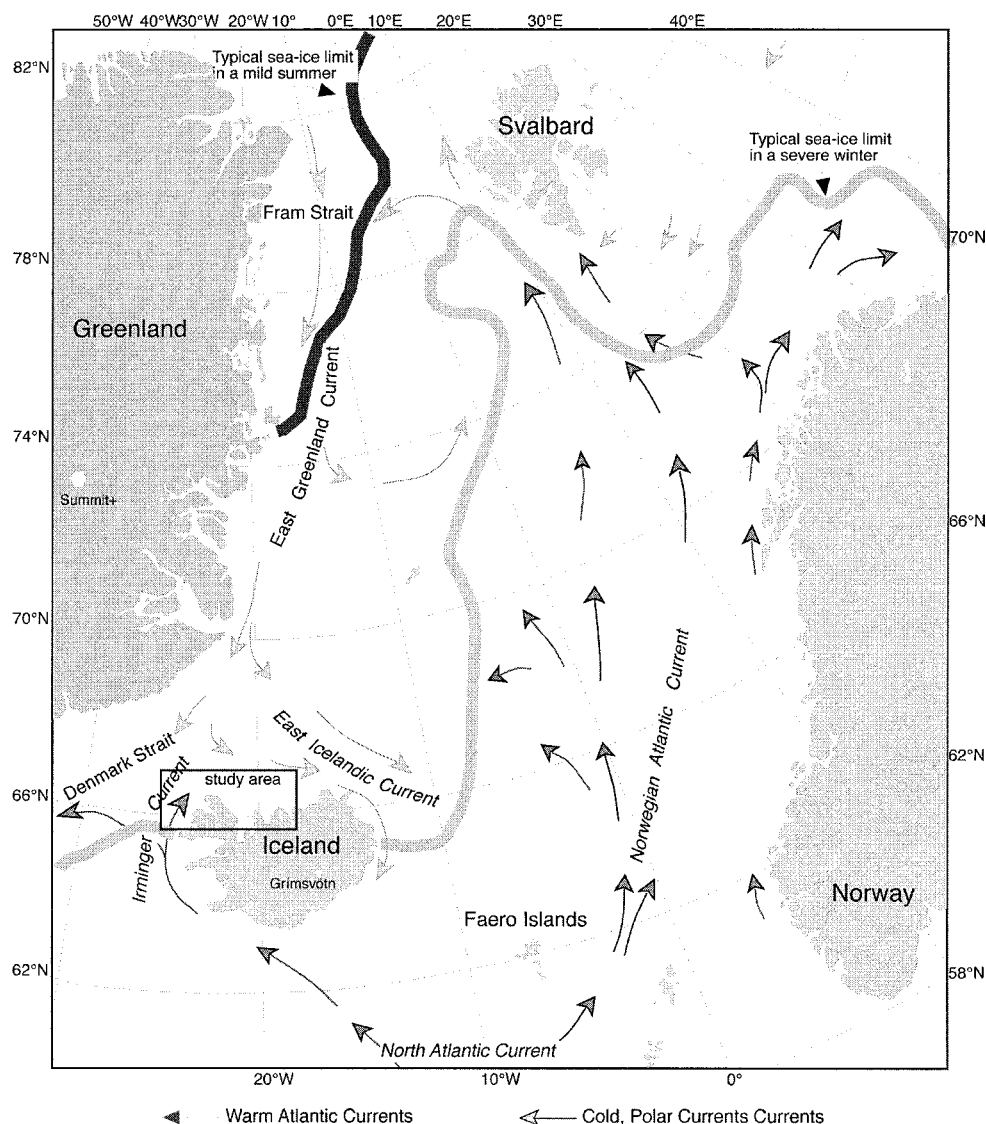 50°W 40°W 30°W 20°W 10°W 0°E 10°E 20°E 30°E 40°E
82°N
Typical sea-ice limit
in a mild summer
Svalbard
Typical sea-ice limit
in a severe winter
Fram Strait
70°N
78°N
Greenland
East Greenland Current
74°N
Summit+
66°N
70°N
Norwegian Atlantic Current
East Icelandic Current
Denmark Strait
62°N
66°N
study area
Irminger Current
Iceland
Grimsvötn
Norway
Faero Islands
62°N
58°N
North Atlantic Current
20°W 10°W 0°
Warm Atlantic Currents
Cold, Polar Currents Currents